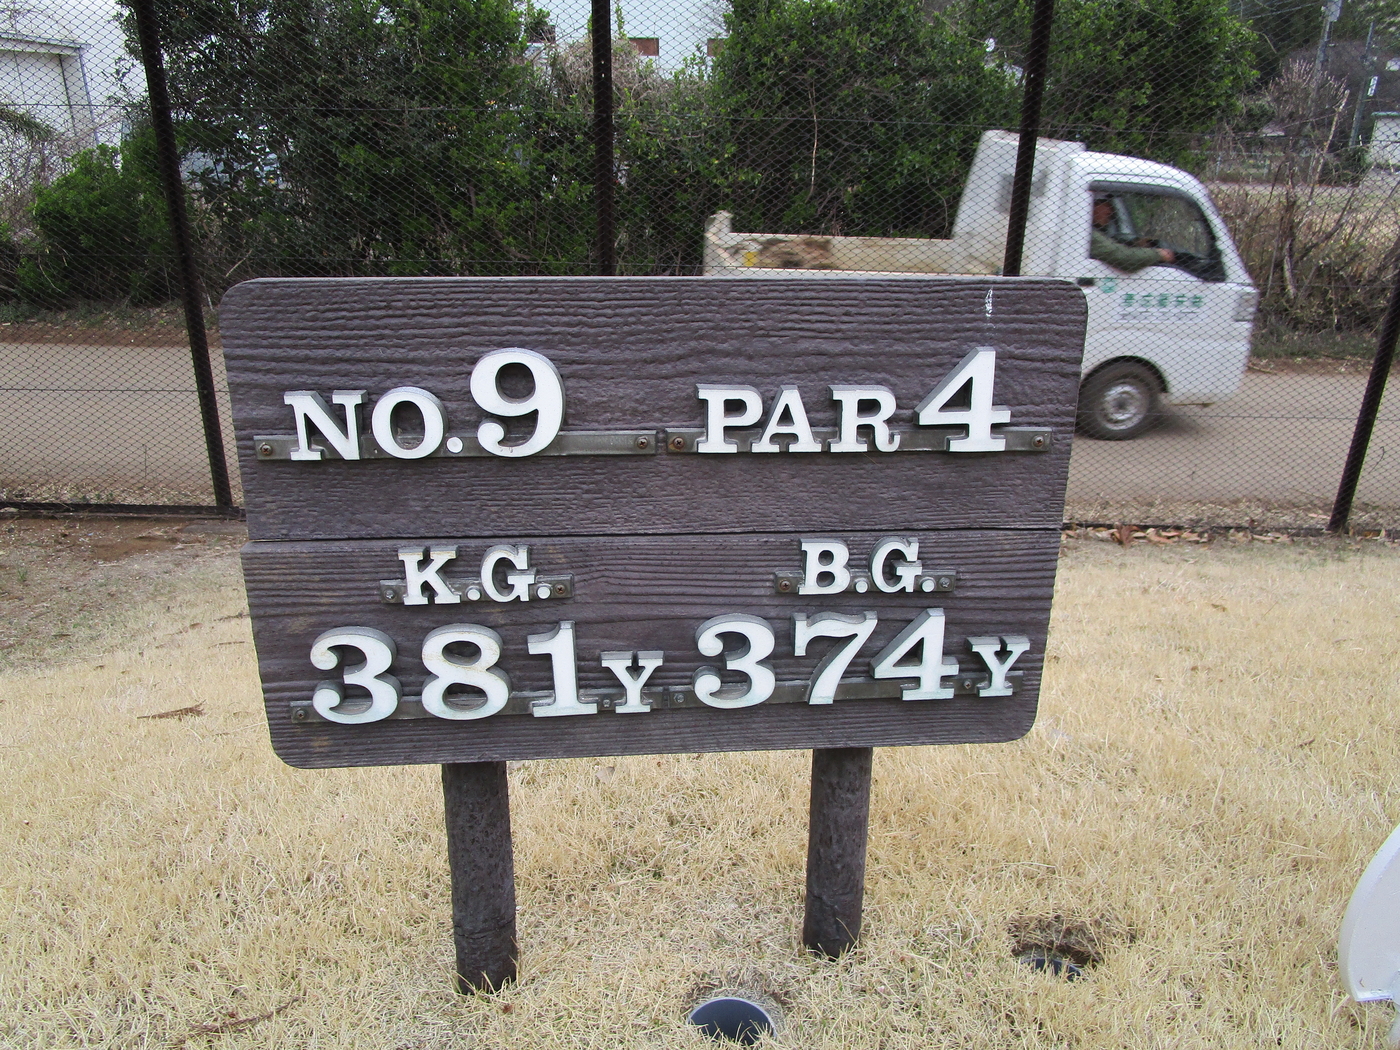 NO.9 PAR 4
K.G. B.G.
381Y 374Y